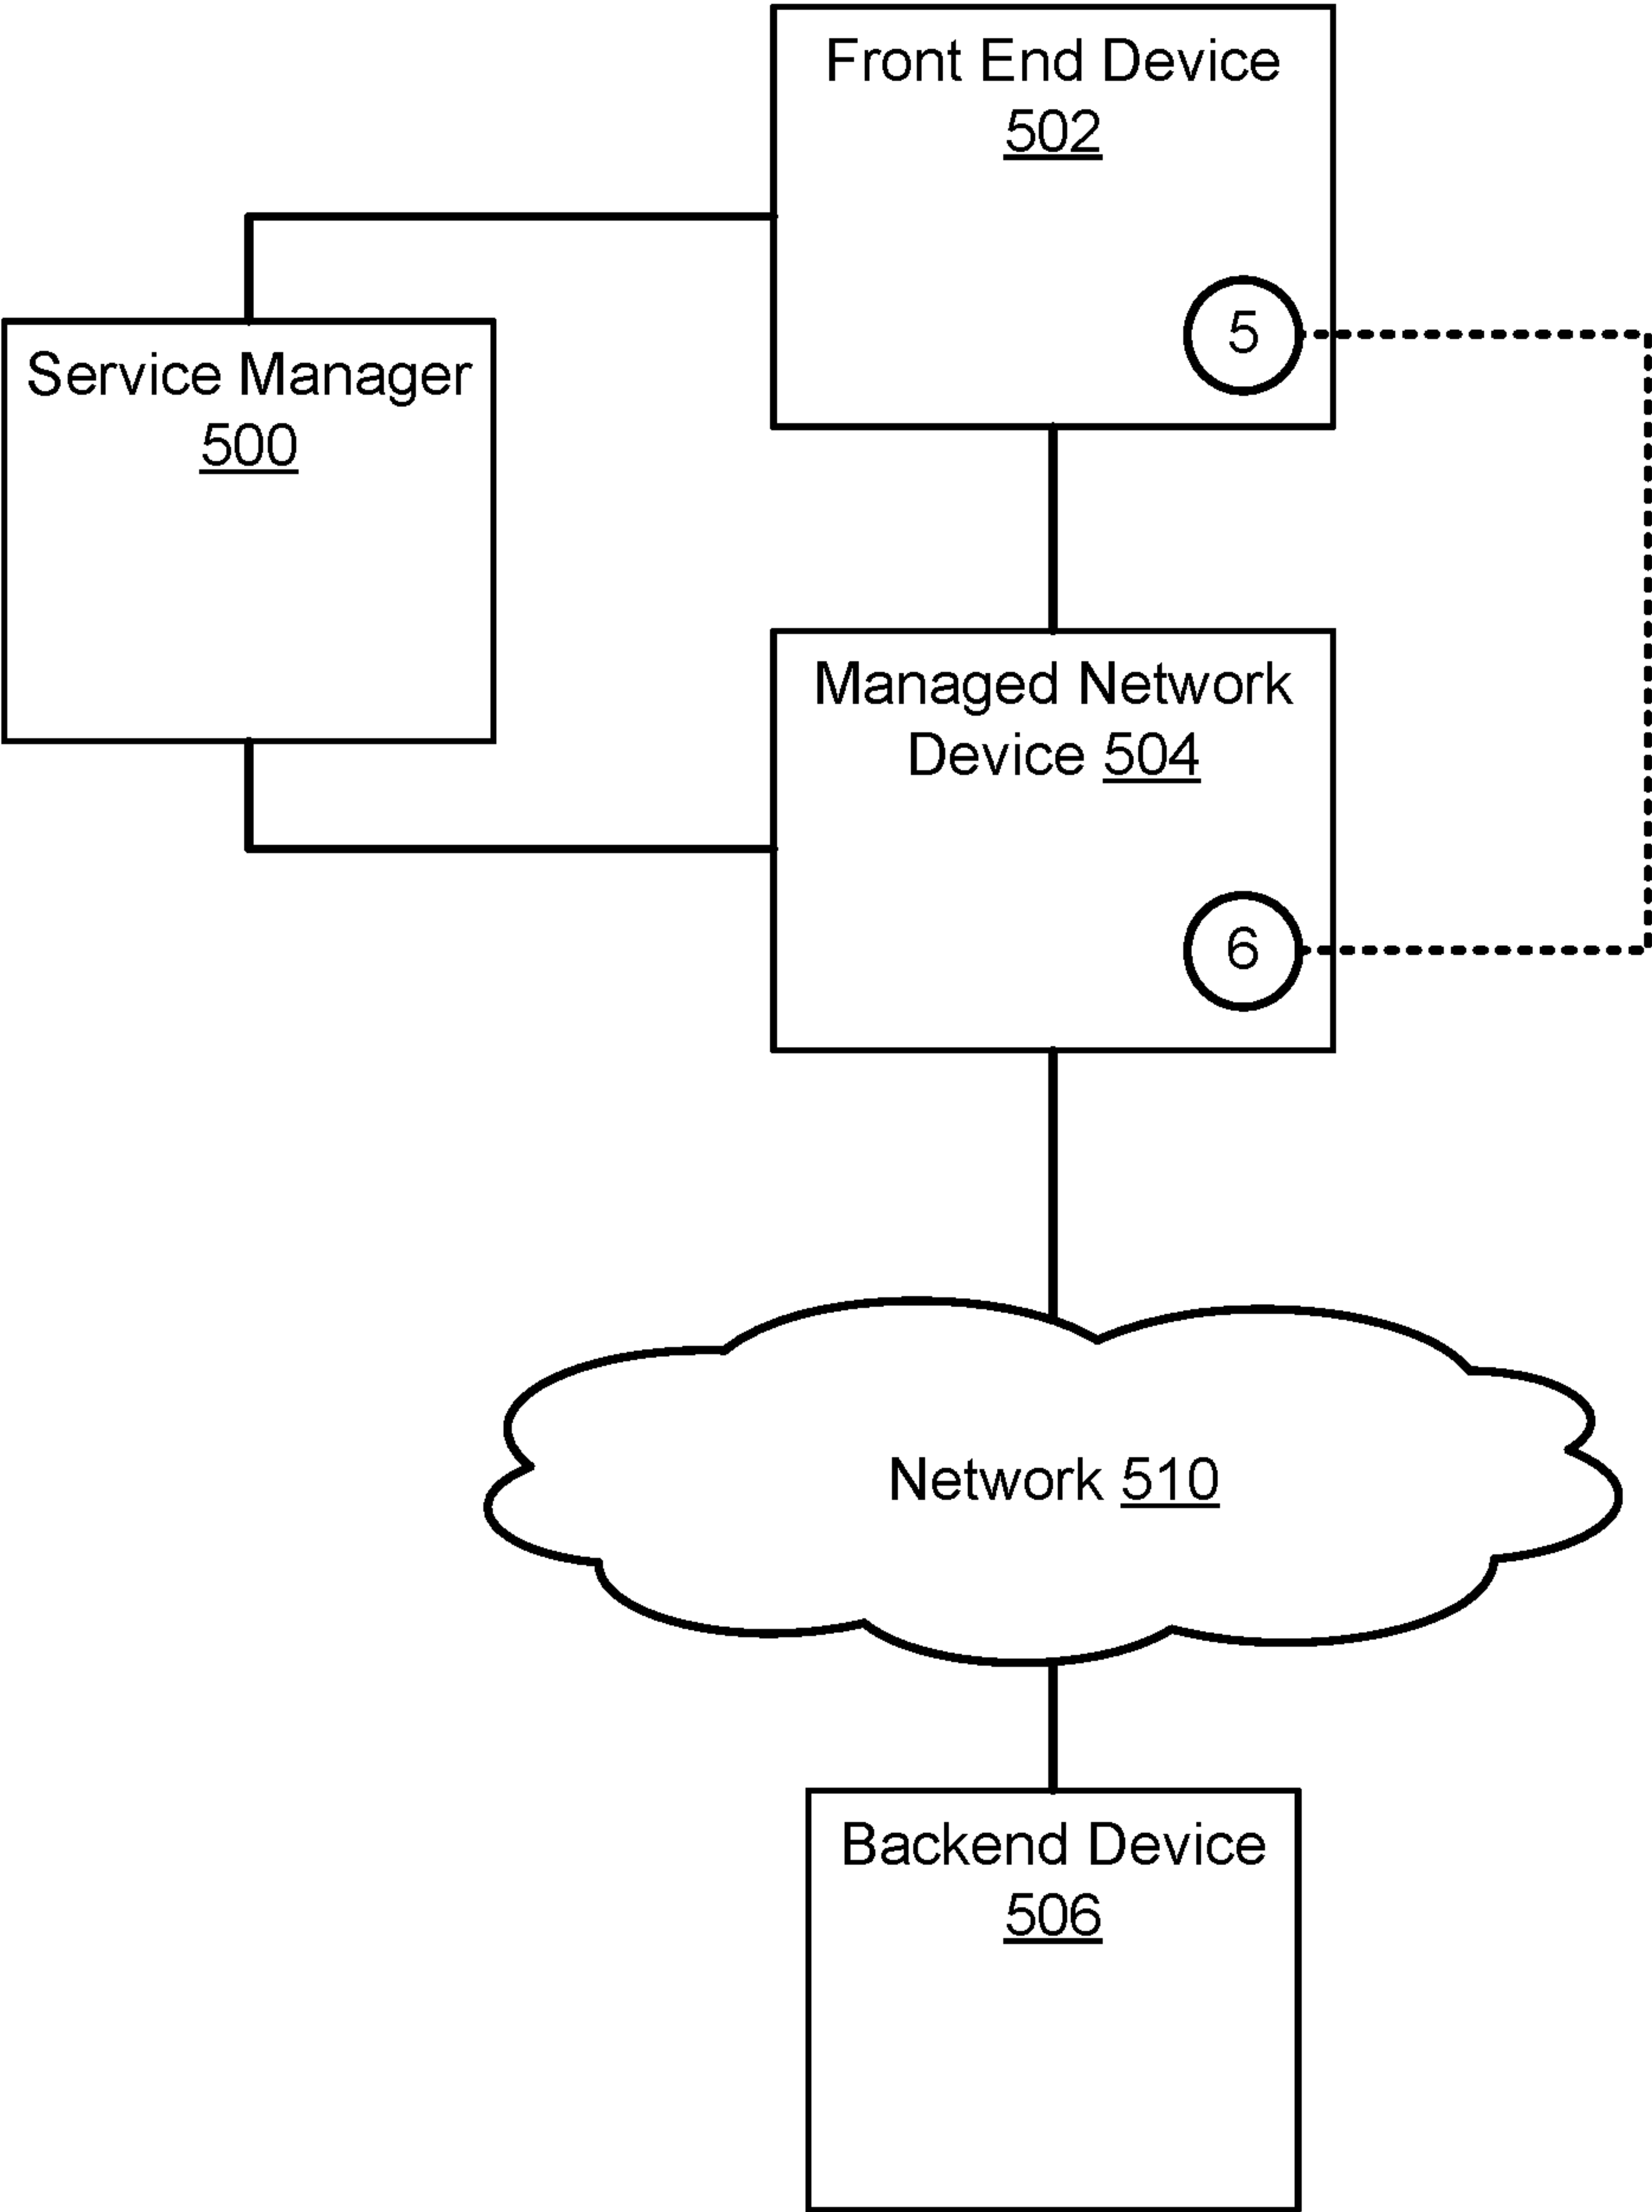 Front End Device
502
5
Service Manager
500
Managed Network
Device 504
6
Network 510
Backend Device
506